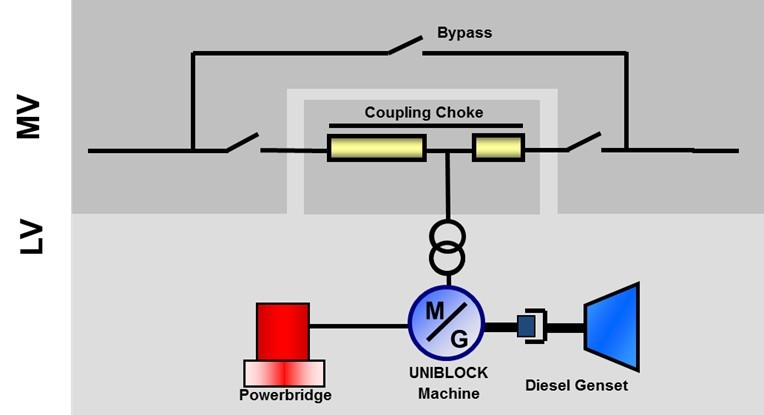 Bypass
MV
Coupling Choke
LV
M
G
UNIBLOCK
Machine
Diesel Genset
Powerbridge